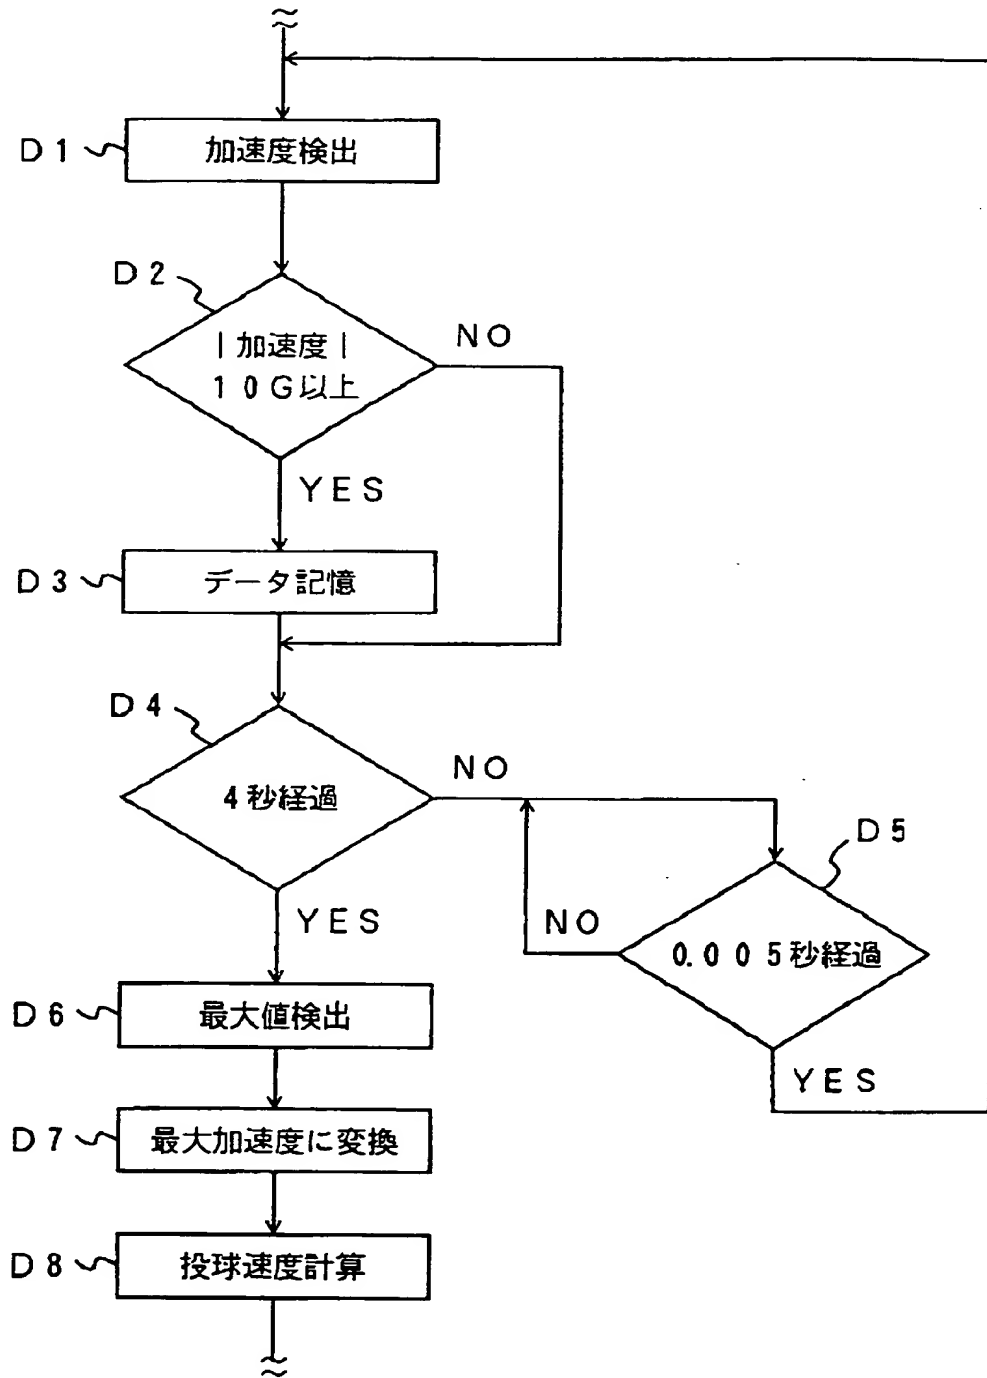 D1
加速度検出
D2
|加速度|
10G以上
NO
YES
D3
データ記憶
D4
4秒経過
NO
D5
YES
NO
0.005秒経過
D6
最大値検出
YES
D7
最大加速度に変換
D8
投球速度計算